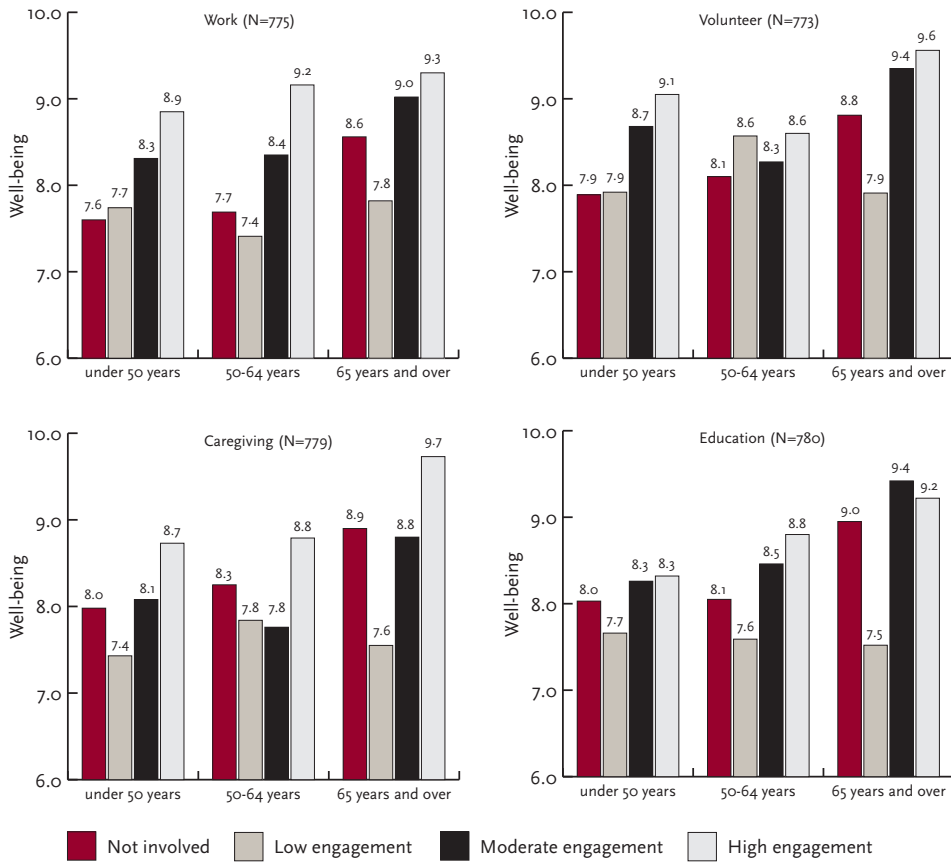 Work (N=775)
10.0
9.0
8.0
7.0
6.0
Well-being
7.6
7.7
8.3
8.9
7.7
7.4
8.4
9.2
8.6
7.8
9.0
9.3
under 50 years
50-64 years
65 years and over
Volunteer (N=773)
10.0
9.0
8.0
7.0
6.0
Well-being
7.9
7.9
8.7
9.1
8.1
8.6
8.3
8.6
8.8
7.9
9.4
9.6
under 50 years
50-64 years
65 years and over
Caregiving (N=779)
10.0
9.0
8.0
7.0
6.0
Well-being
8.0
7.4
8.1
8.7
8.3
7.8
7.8
8.8
8.9
7.6
8.8
9.7
under 50 years
50-64 years
65 years and over
Education (N=780)
10.0
9.0
8.0
7.0
6.0
Well-being
8.0
7.7
8.3
8.3
8.1
7.6
8.5
8.8
9.0
7.5
9.4
9.2
under 50 years
50-64 years
65 years and over
Not involved
Low engagement
Moderate engagement
High engagement